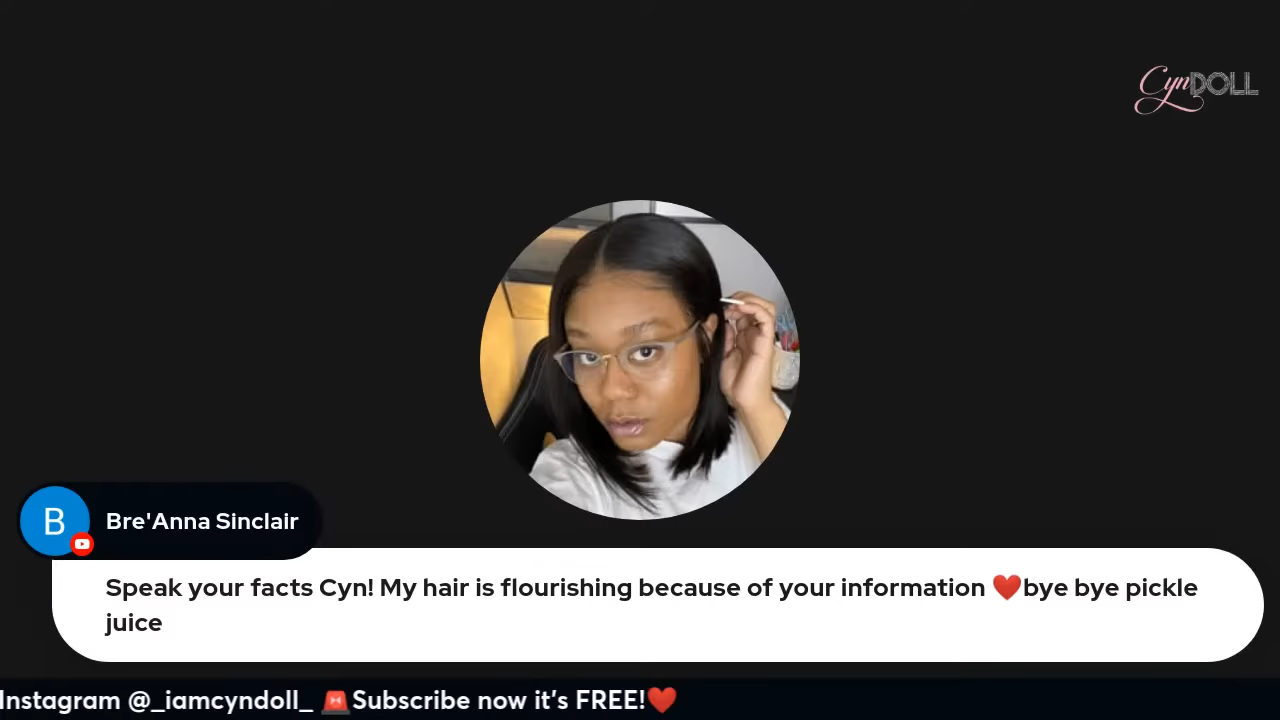 CynDOLL
B
Bre'Anna Sinclair
Speak your facts Cyn! My hair is flourishing because of your information ❤️bye bye pickle
juice
Instagram @_iamcyndoll_ 🚨Subscribe now it's FREE!❤️